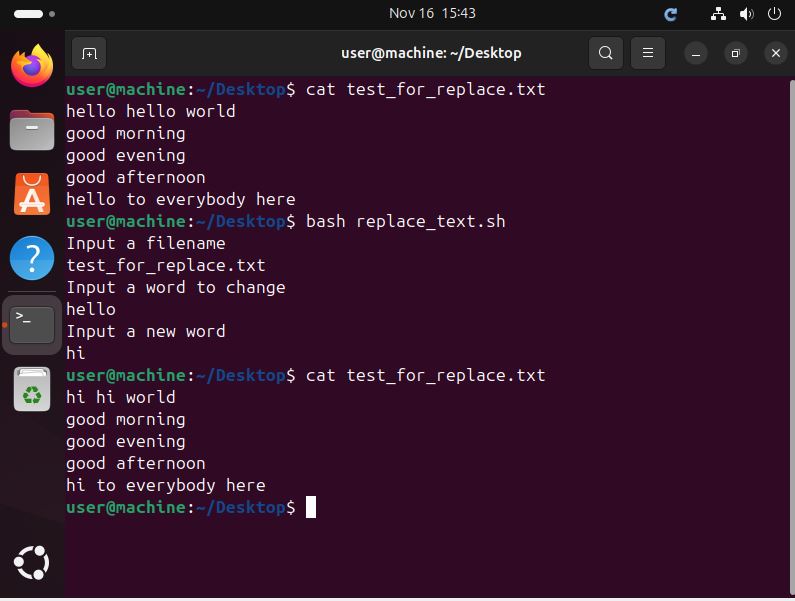 Nov 16 15:43
user@machine: ~/Desktop
user@machine:~/Desktop$ cat test_for_replace.txt
hello hello world
good morning
good evening
good afternoon
hello to everybody here
user@machine:~/Desktop$ bash replace_text.sh
Input a filename
test_for_replace.txt
Input a word to change
hello
Input a new word
hi
user@machine:~/Desktop$ cat test_for_replace.txt
hi hi world
good morning
good evening
good afternoon
hi to everybody here
user@machine:~/Desktop$